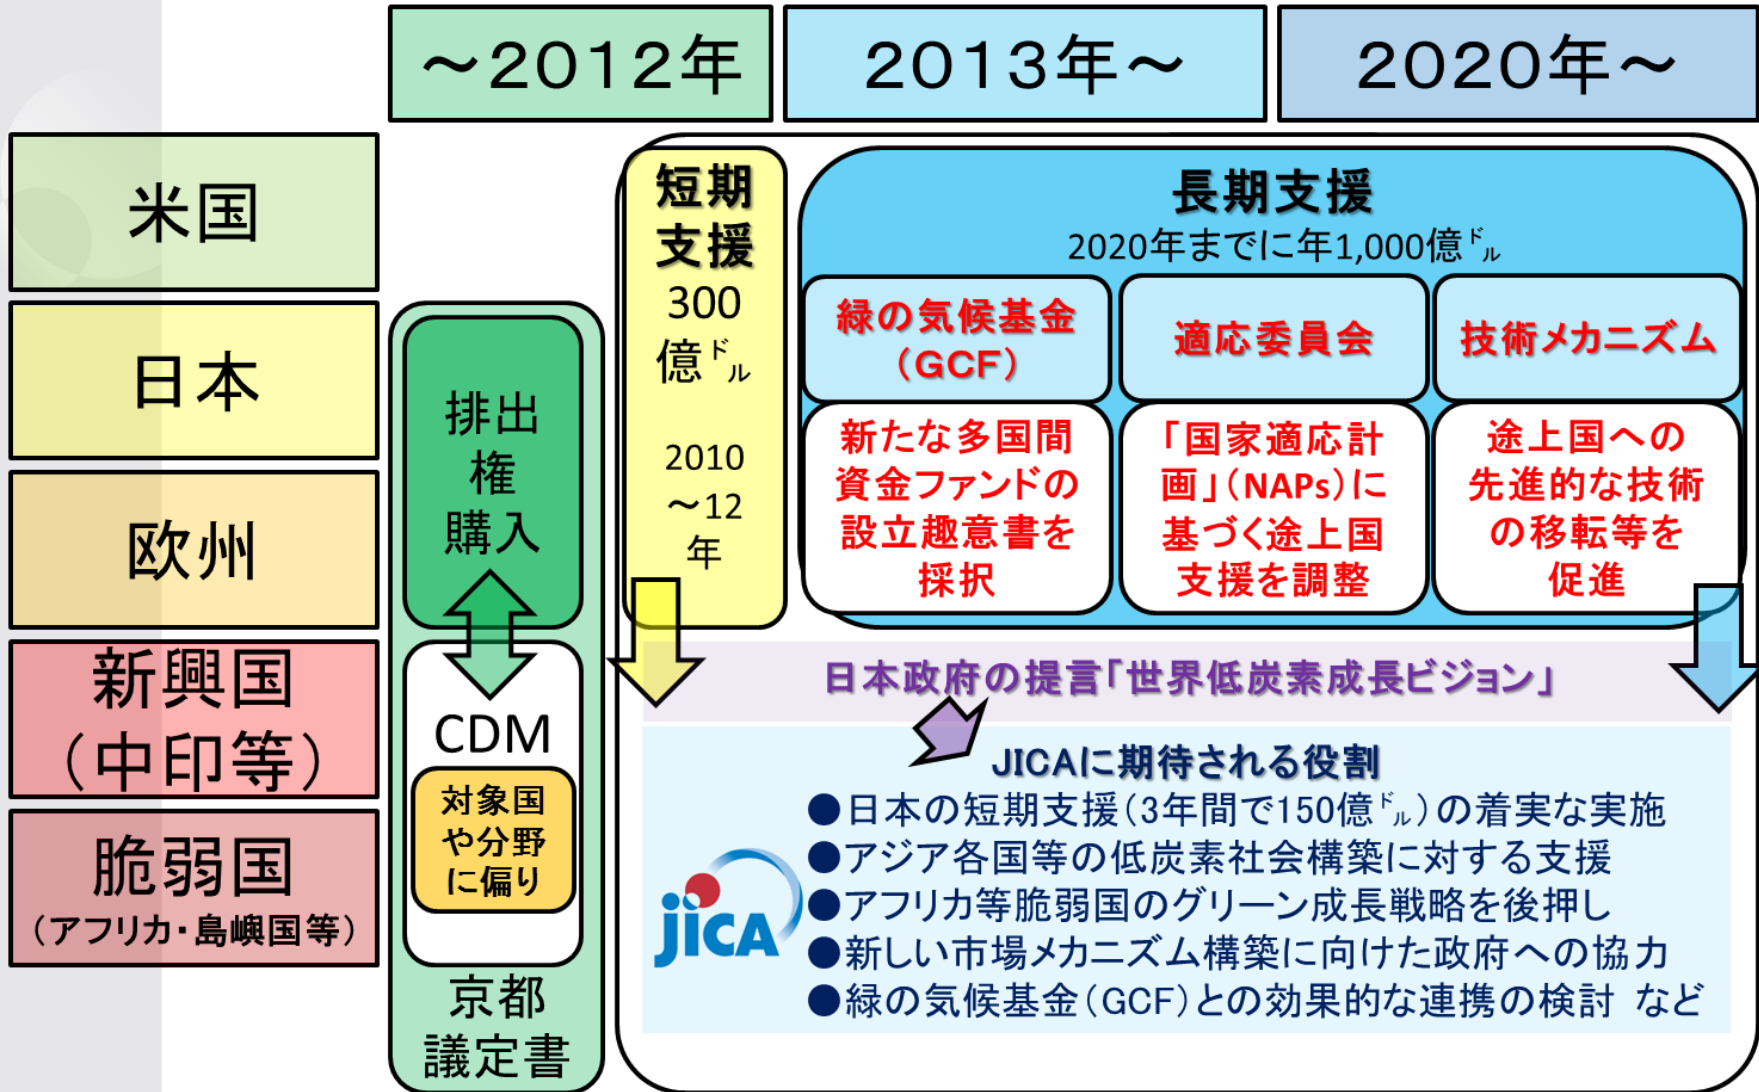 ～2012年
2013年～
2020年～
米国
日本
欧州
新興国
（中印等）
脆弱国
（アフリカ・島嶼国等）
排出
権
購入
CDM
対象国
や分野
に偏り
京都
議定書
短期
支援
300
億㌦
2010
～12
年
長期支援
2020年までに年1,000億㌦
緑の気候基金
（GCF）
新たな多国間
資金ファンドの
設立趣意書を
採択
適応委員会
「国家適応計
画」（NAPs）に
基づく途上国
支援を調整
技術メカニズム
途上国への
先進的な技術
の移転等を
促進
日本政府の提言「世界低炭素成長ビジョン」
JICAに期待される役割
●日本の短期支援（3年間で150億㌦）の着実な実施
●アジア各国等の低炭素社会構築に対する支援
●アフリカ等脆弱国のグリーン成長戦略を後押し
●新しい市場メカニズム構築に向けた政府への協力
●緑の気候基金（GCF）との効果的な連携の検討 など
jICA